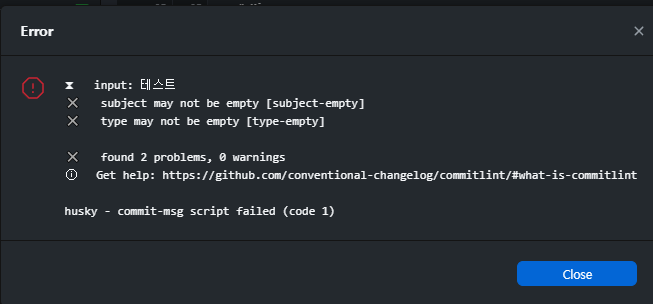 Error
input: 테스트
subject may not be empty [subject-empty]
type may not be empty [type-empty]
found 2 problems, 0 warnings
Get help: https://github.com/conventional-changelog/commitlint/#what-is-commitlint
husky - commit-msg script failed (code 1)
Close